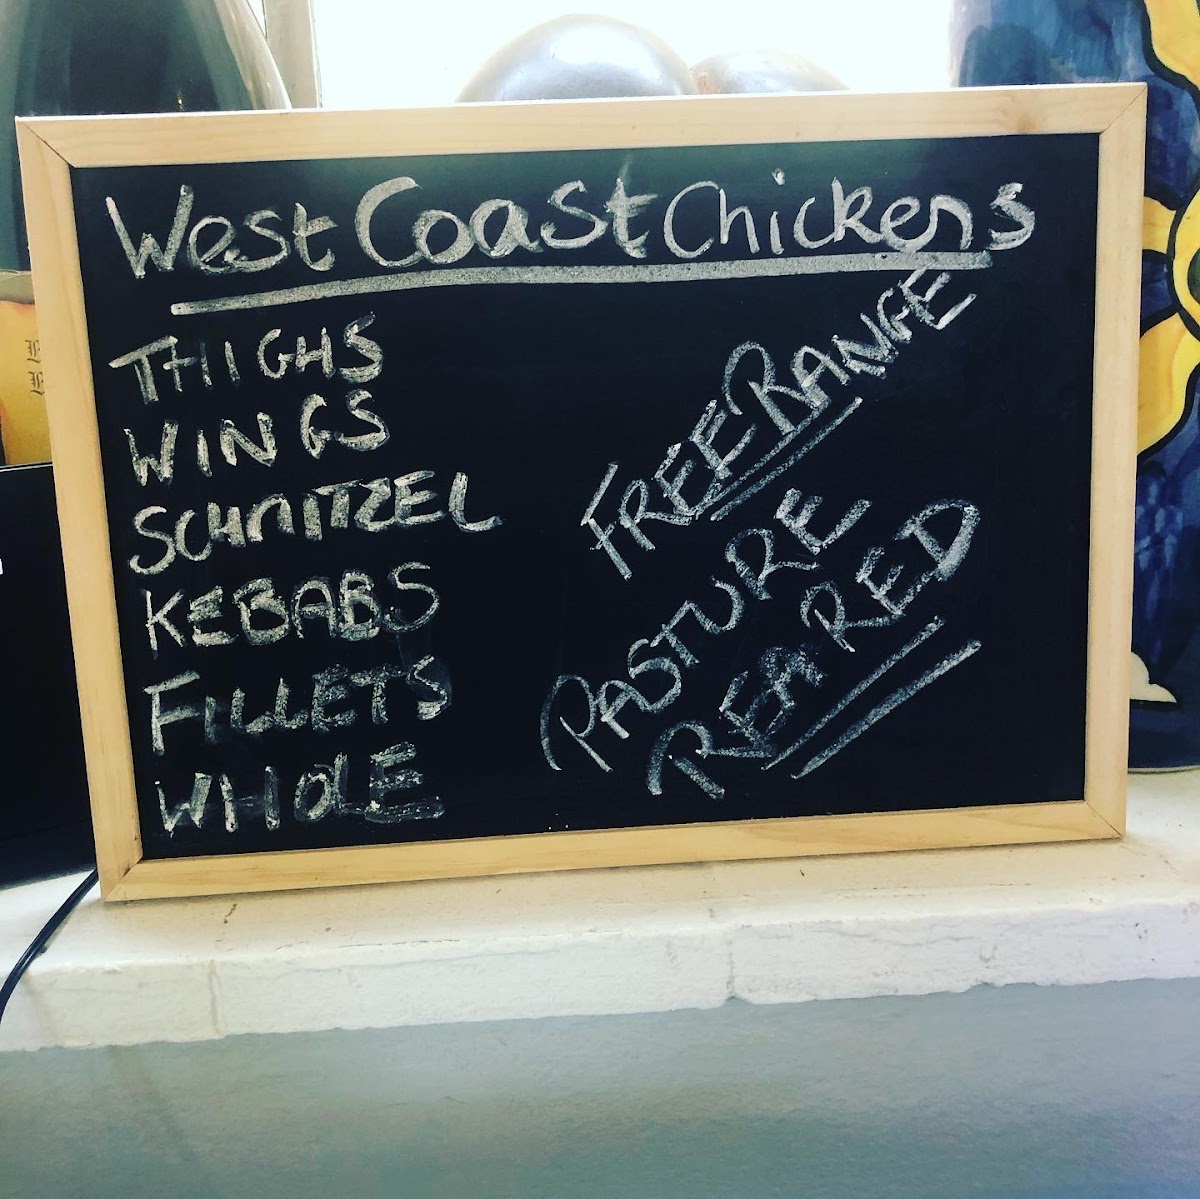 West Coast Chickens
THIGHS
WINGS
SCHNITZEL
KEBABS
FILLETS
WHOLE
FREE RANGE
PASTURE
REARED